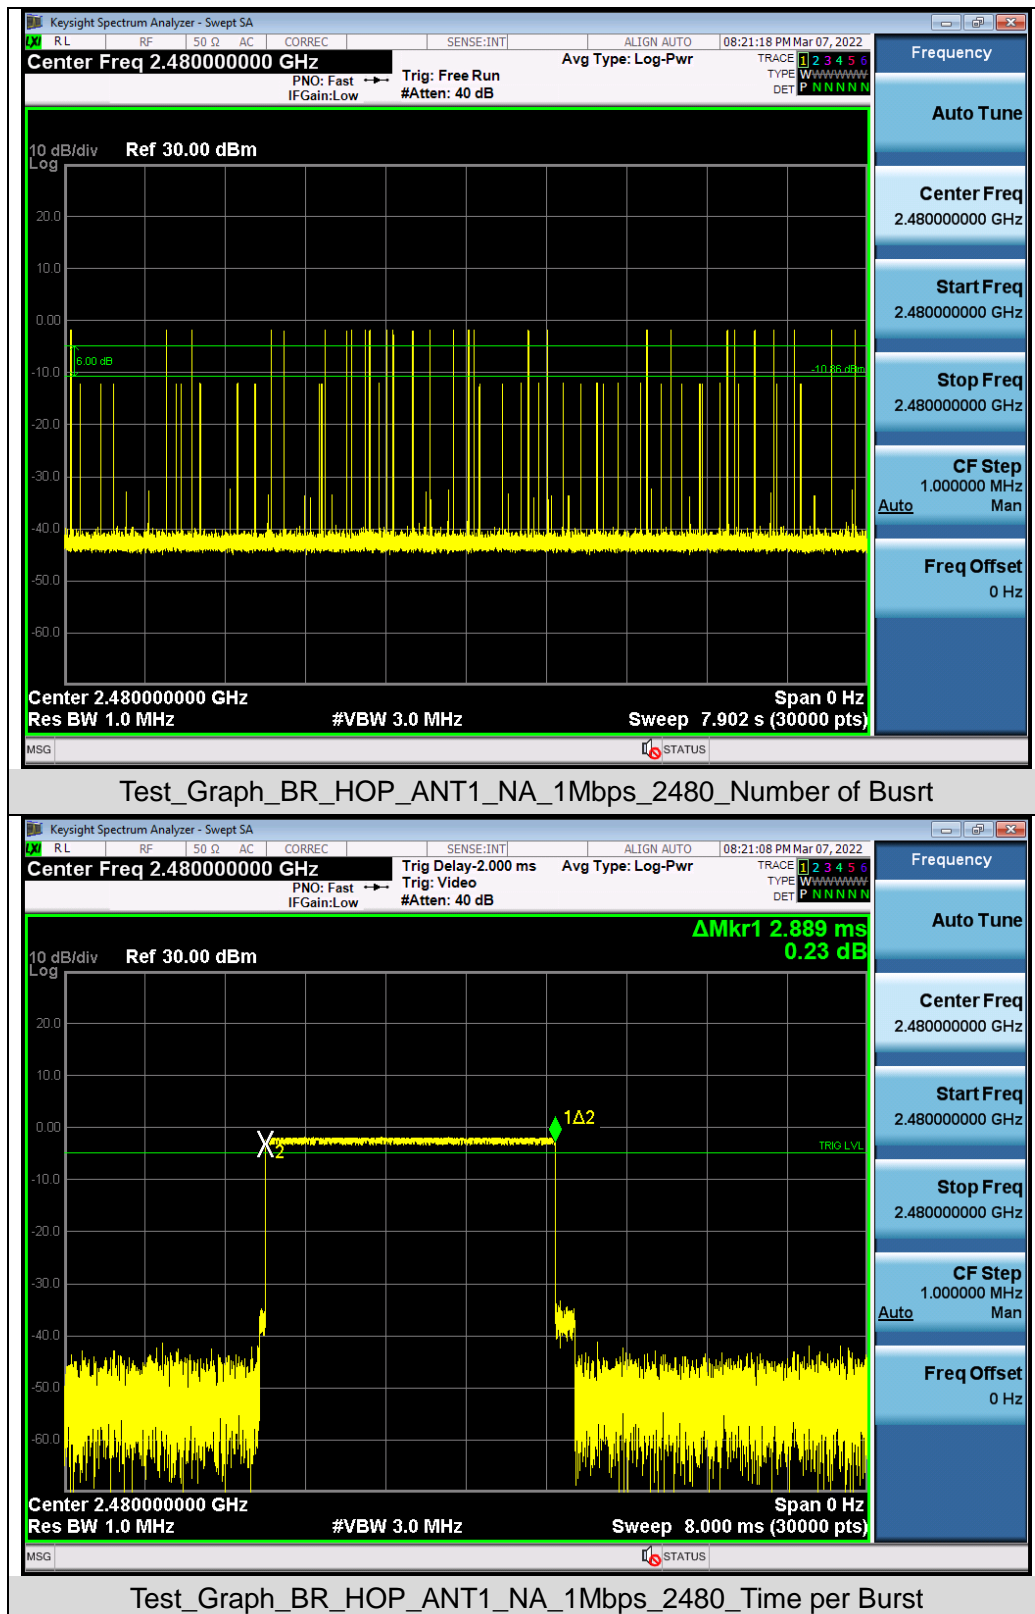 Keysight Spectrum Analyzer - Swept SA
LXI RL RF 50 Ω AC CORREC SENSE:INT ALIGN AUTO 08:21:18 PM Mar 07, 2022
Center Freq 2.480000000 GHz
Avg Type: Log-Pwr
TRACE 1 2 3 4 5 6
PNO: Fast Trig: Free Run
TYPE WWWWWW
IFGain:Low #Atten: 40 dB
DET P N N N N N
Frequency
Auto Tune
Center Freq
2.480000000 GHz
Start Freq
2.480000000 GHz
Stop Freq
2.480000000 GHz
CF Step
1.000000 MHz
Auto Man
Freq Offset
0 Hz
10 dB/div Ref 30.00 dBm
Log
20.0
10.0
0.00
6.00 dB
-10.86 dBm
-10.0
-20.0
-30.0
-40.0
-50.0
-60.0
Center 2.480000000 GHz Span 0 Hz
Res BW 1.0 MHz #VBW 3.0 MHz Sweep 7.902 s (30000 pts)
MSG STATUS
Test_Graph_BR_HOP_ANT1_NA_1Mbps_2480_Number of Busrt
Keysight Spectrum Analyzer - Swept SA
LXI RL RF 50 Ω AC CORREC SENSE:INT ALIGN AUTO 08:21:08 PM Mar 07, 2022
Center Freq 2.480000000 GHz
Trig Delay-2.000 ms Avg Type: Log-Pwr
TRACE 1 2 3 4 5 6
PNO: Fast Trig: Video
TYPE WWWWWW
IFGain:Low #Atten: 40 dB
DET P N N N N N
Frequency
Auto Tune
Center Freq
2.480000000 GHz
Start Freq
2.480000000 GHz
Stop Freq
2.480000000 GHz
CF Step
1.000000 MHz
Auto Man
Freq Offset
0 Hz
ΔMkr1 2.889 ms
0.23 dB
10 dB/div Ref 30.00 dBm
Log
20.0
10.0
0.00
1Δ2
2
TRIG LVL
-10.0
-20.0
-30.0
-40.0
-50.0
-60.0
Center 2.480000000 GHz Span 0 Hz
Res BW 1.0 MHz #VBW 3.0 MHz Sweep 8.000 ms (30000 pts)
MSG STATUS
Test_Graph_BR_HOP_ANT1_NA_1Mbps_2480_Time per Burst